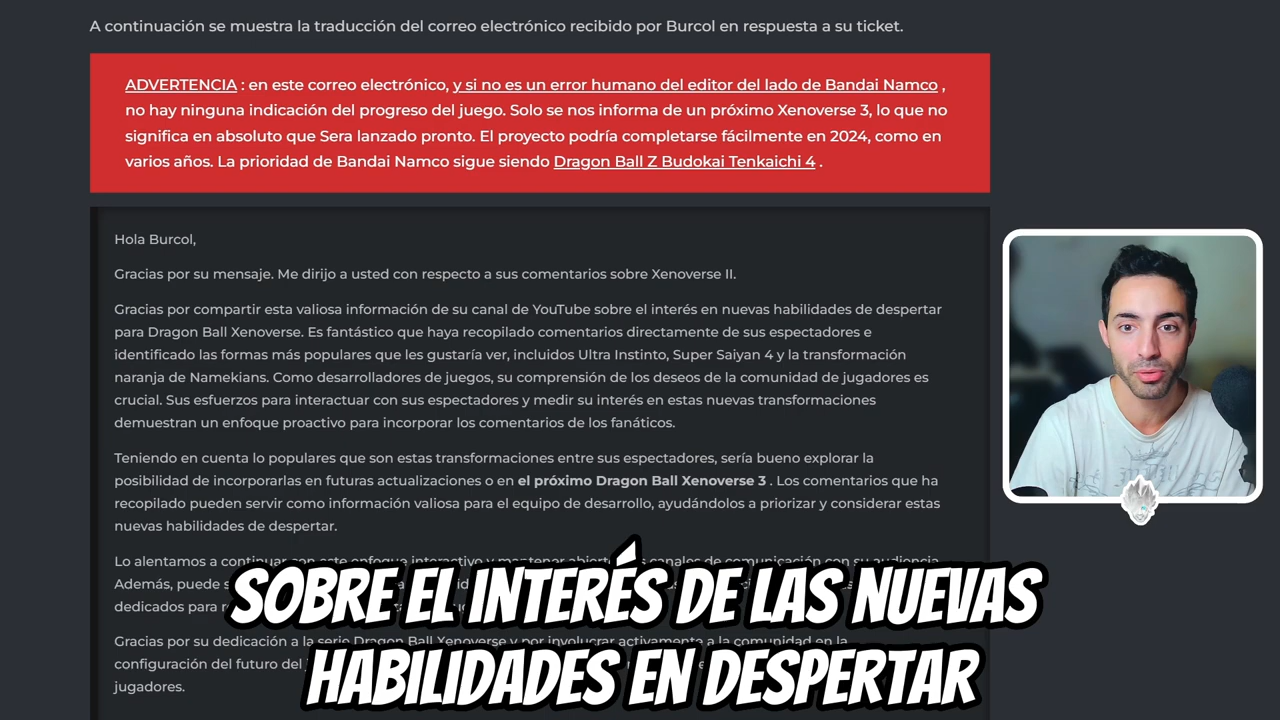 A continuación se muestra la traducción del correo electrónico recibido por Burcol en respuesta a su ticket.
ADVERTENCIA : en este correo electrónico, y si no es un error humano del editor del lado de Bandai Namco ,
no hay ninguna indicación del progreso del juego. Solo se nos informa de un próximo Xenoverse 3, lo que no
significa en absoluto que Sera lanzado pronto. El proyecto podría completarse fácilmente en 2024, como en
varios años. La prioridad de Bandai Namco sigue siendo Dragon Ball Z Budokai Tenkaichi 4 .
Hola Burcol,
Gracias por su mensaje. Me dirijo a usted con respecto a sus comentarios sobre Xenoverse II.
Gracias por compartir esta valiosa información de su canal de YouTube sobre el interés en nuevas habilidades de despertar
para Dragon Ball Xenoverse. Es fantástico que haya recopilado comentarios directamente de sus espectadores e
identificado las formas más populares que les gustaría ver, incluidos Ultra Instinto, Super Saiyan 4 y la transformación
naranja de Namekians. Como desarrolladores de juegos, su comprensión de los deseos de la comunidad de jugadores es
crucial. Sus esfuerzos para interactuar con sus espectadores y medir su interés en estas nuevas transformaciones
demuestran un enfoque proactivo para incorporar los comentarios de los fanáticos.
Teniendo en cuenta lo populares que son estas transformaciones entre sus espectadores, sería bueno explorar la
posibilidad de incorporarlas en futuras actualizaciones o en el próximo Dragon Ball Xenoverse 3 . Los comentarios que ha
recopilado pueden servir como información valiosa para el equipo de desarrollo, ayudándolos a priorizar y considerar estas
nuevas habilidades de despertar.
Lo alentamos a continuar con este enfoque interactivo y mantener abiertos canales de comunicación con su audiencia.
Además, puede
dedicados para
Gracias por su dedicación a la serie Dragon Ball Xenoverse y por involucrar activamente a la comunidad en la
configuración del futuro del
jugadores.
SOBRE EL INTERÉS DE LAS NUEVAS
HABILIDADES EN DESPERTAR